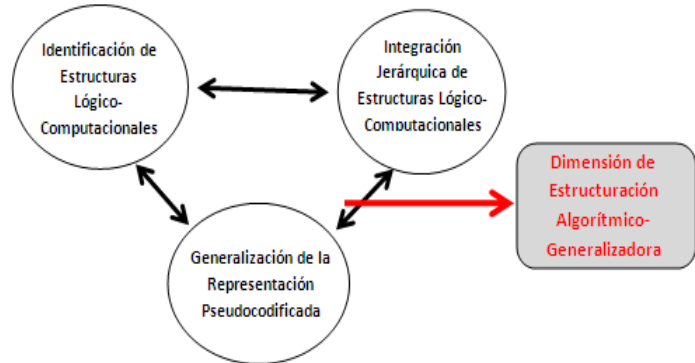 Identificación de
Estructuras
Lógico-
Computacionales
Integración
Jerárquica de
Estructuras Lógico-
Computacionales
Dimensión de
Estructuración
Algorítmico-
Generalizadora
Generalización de la
Representación
Pseudocodificada